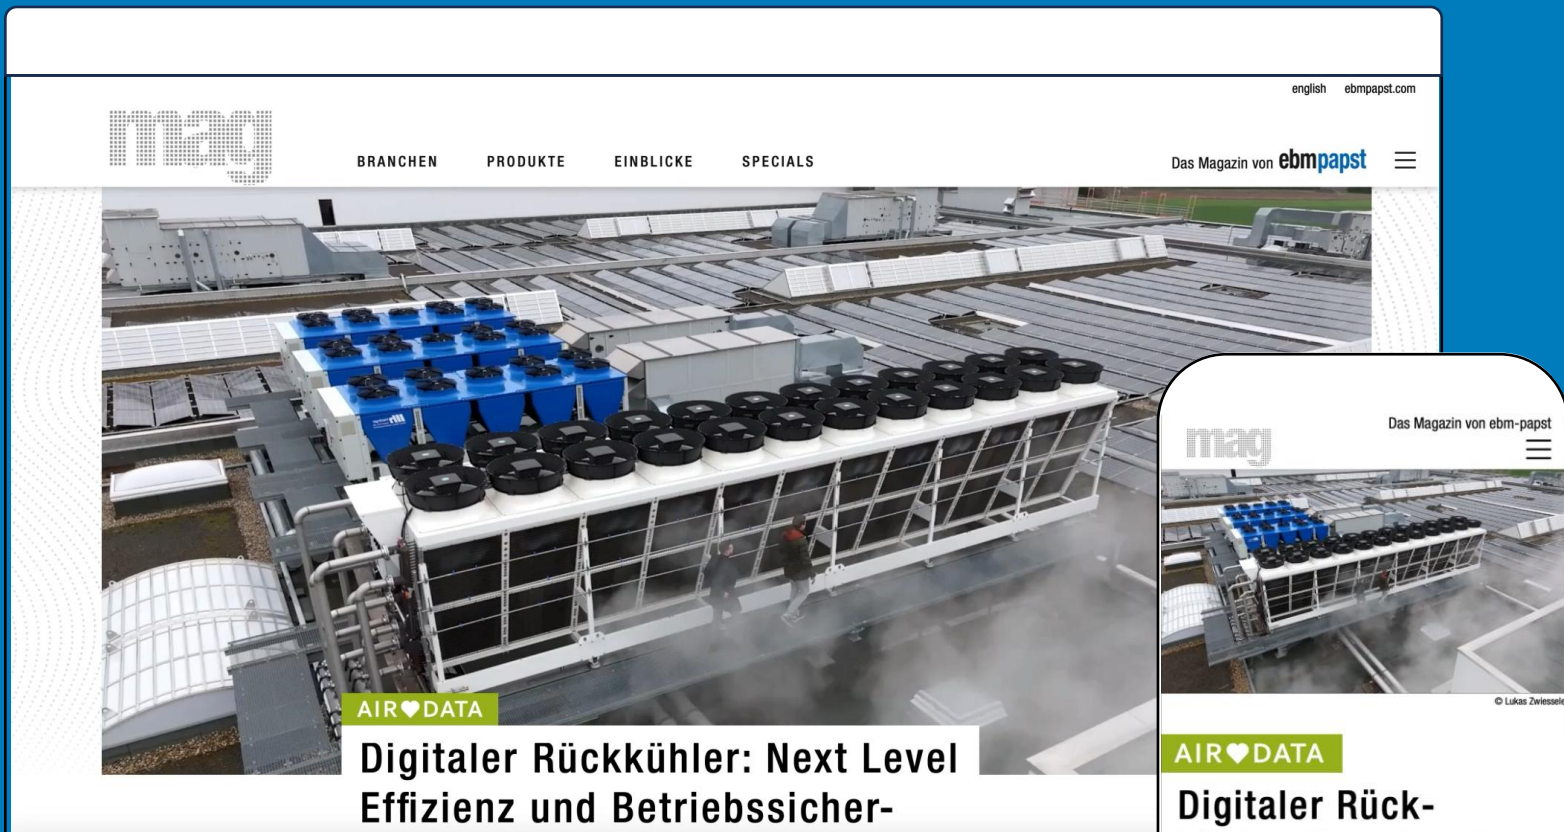 english ebmpapst.com
mag
BRANCHEN PRODUKTE EINBLICKE SPECIALS
Das Magazin von ebmpapst
AIR♥DATA
Digitaler Rückkühler: Next Level
Effizienz und Betriebssicher-
mag
Das Magazin von ebm-papst
© Lukas Zwiessele
AIR♥DATA
Digitaler Rück-